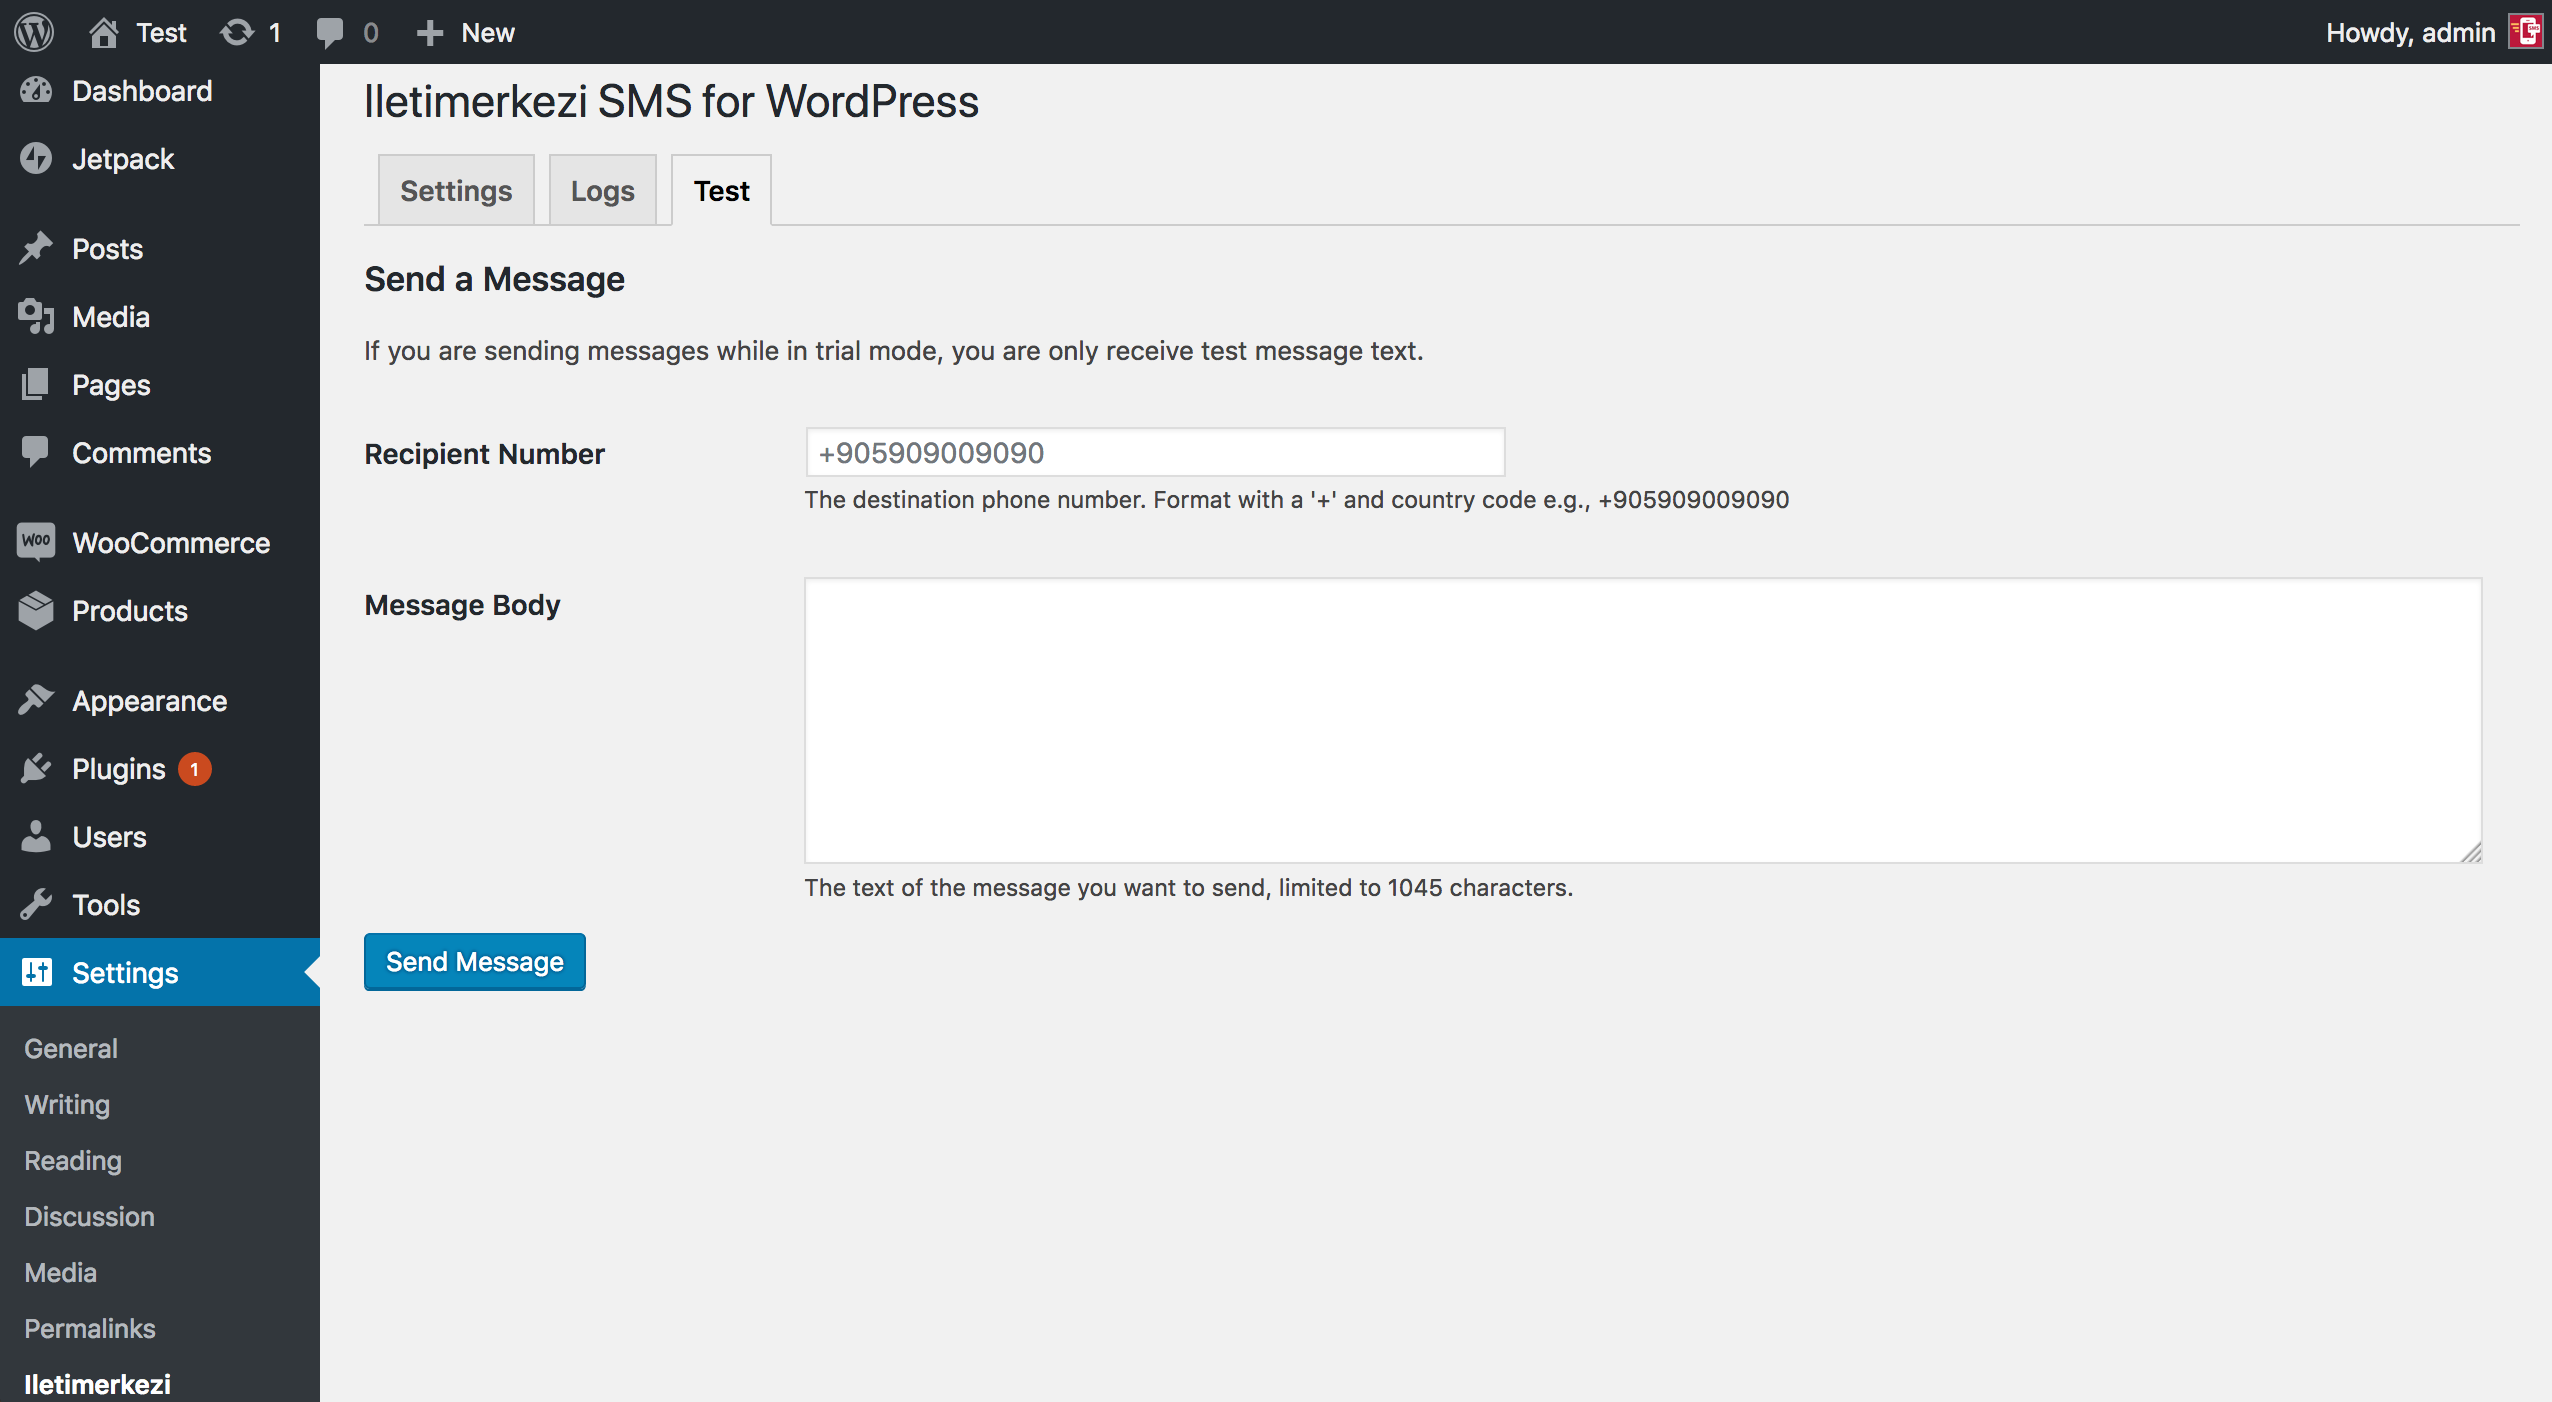 Test 1 0 New Howdy, admin
Dashboard
Jetpack
Posts
Media
Pages
Comments
WOO WooCommerce
Products
Appearance
Plugins 1
Users
Tools
Settings
General
Writing
Reading
Discussion
Media
Permalinks
Iletimerkezi
Iletimerkezi SMS for WordPress
Settings Logs Test
Send a Message
If you are sending messages while in trial mode, you are only receive test message text.
Recipient Number +905909009090
The destination phone number. Format with a '+' and country code e.g., +905909009090
Message Body
The text of the message you want to send, limited to 1045 characters.
Send Message